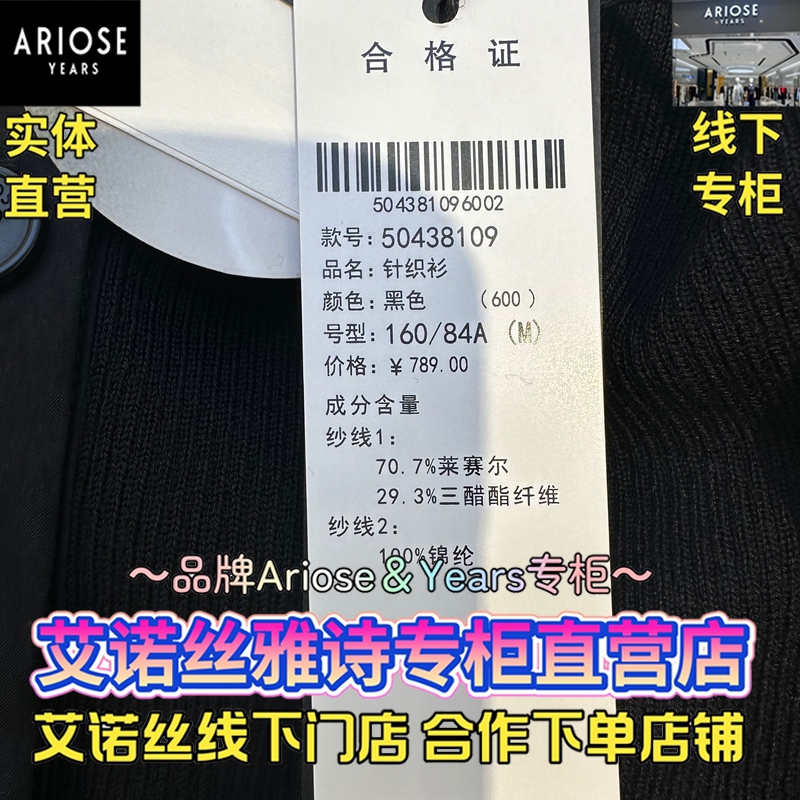 ARIOSE
YEARS
ARIOSE
YEARS
实体
直营
线下
专柜
合格证
504381096002
款号:50438109
品名:针织衫
颜色:黑色 (600)
号型:160/84A (M)
价格:¥789.00
成分含量
纱线1:
70.7%莱赛尔
29.3%三醋酯纤维
纱线2:
100%锦纶
～品牌Ariose&Years专柜～
艾诺丝雅诗专柜直营店
艾诺丝线下门店 合作下单店铺